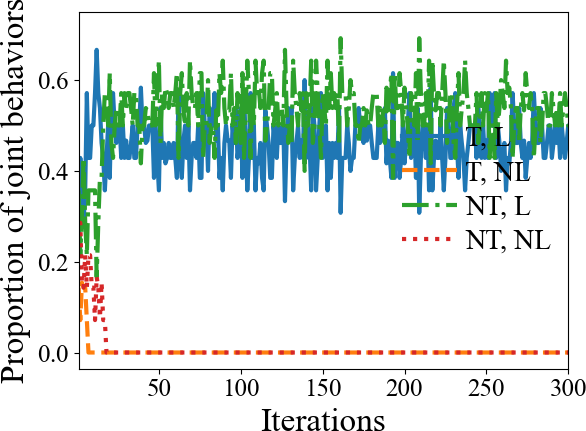 Proportion of joint behaviors
0.6
0.4
0.2
0.0
T, L
T, NL
NT, L
NT, NL
50
100
150
200
250
300
Iterations